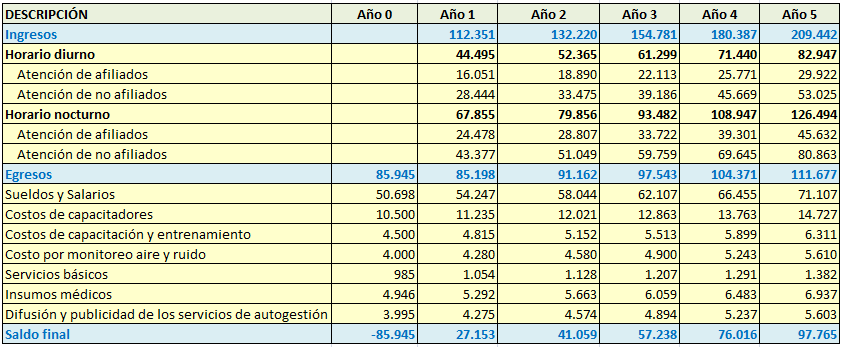 DESCRIPCIÓN Año 0 Año 1 Año 2 Año 3 Año 4 Año 5
Ingresos 112.351 132.220 154.781 180.387 209.442
Horario diurno 44.495 52.365 61.299 71.440 82.947
Atención de afiliados 16.051 18.890 22.113 25.771 29.922
Atención de no afiliados 28.444 33.475 39.186 45.669 53.025
Horario nocturno 67.855 79.856 93.482 108.947 126.494
Atención de afiliados 24.478 28.807 33.722 39.301 45.632
Atención de no afiliados 43.377 51.049 59.759 69.645 80.863
Egresos 85.945 85.198 91.162 97.543 104.371 111.677
Sueldos y Salarios 50.698 54.247 58.044 62.107 66.455 71.107
Costos de capacitadores 10.500 11.235 12.021 12.863 13.763 14.727
Costos de capacitación y entrenamiento 4.500 4.815 5.152 5.513 5.899 6.311
Costo por monitoreo aire y ruido 4.000 4.280 4.580 4.900 5.243 5.610
Servicios básicos 985 1.054 1.128 1.207 1.291 1.382
Insumos médicos 4.946 5.292 5.663 6.059 6.483 6.937
Difusión y publicidad de los servicios de autogestión 3.995 4.275 4.574 4.894 5.237 5.603
Saldo final -85.945 27.153 41.059 57.238 76.016 97.765